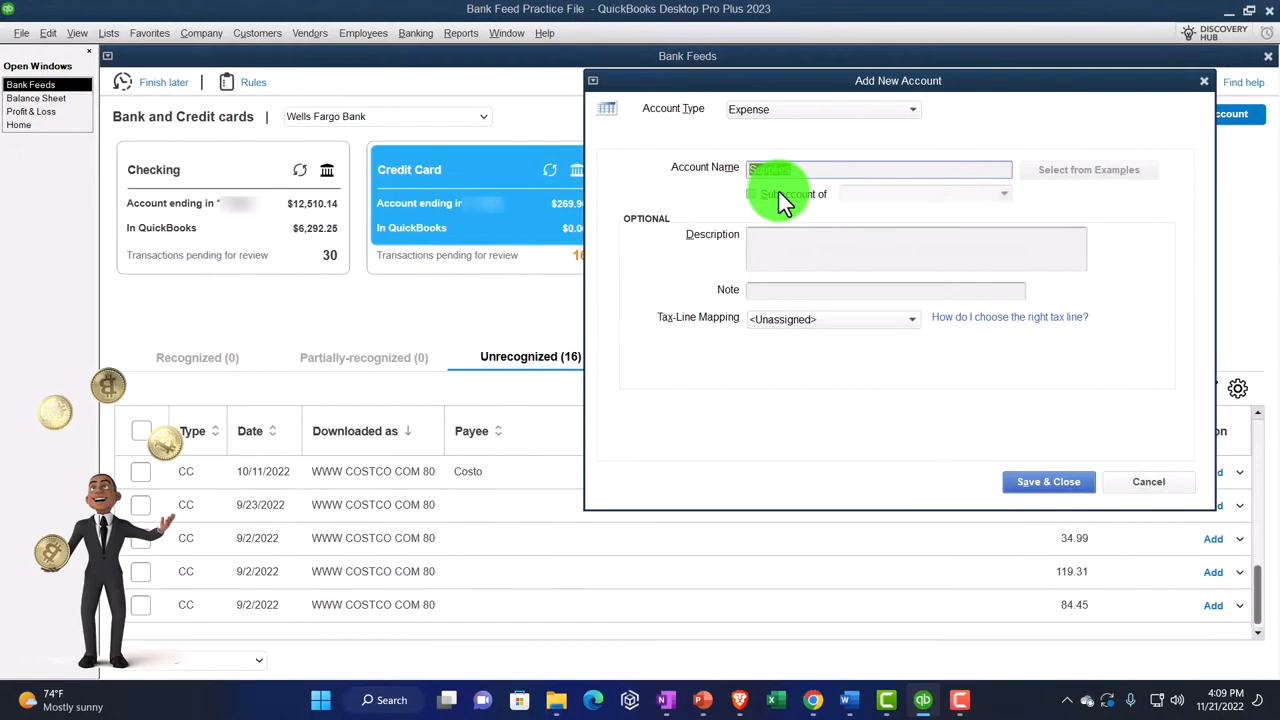 Bank Feed Practice File - QuickBooks Desktop Pro Plus 2023
File Edit View Lists Favorites Company Customers Vendors Employees Banking Reports Window Help
DISCOVERY HUB
Open Windows
Bank Feeds
Balance Sheet
Profit & Loss
Home
Bank Feeds
Finish later | Rules
Find help
Bank and Credit cards | Wells Fargo Bank
Checking
Account ending in $12,510.14
In QuickBooks $6,292.25
Transactions pending for review 30
Credit Card
Account ending in
In QuickBooks
Transactions pending for review
Recognized (0) Partially-recognized (0) Unrecognized (16)
Type Date Downloaded as Payee
CC 10/11/2022 WWW COSTCO COM 80 Costo
CC 9/23/2022 WWW COSTCO COM 80
CC 9/2/2022 WWW COSTCO COM 80 34.99 Add
CC 9/2/2022 WWW COSTCO COM 80 119.31 Add
CC 9/2/2022 WWW COSTCO COM 80 84.45 Add
Add New Account
Account Type Expense
Account Name
Select from Examples
Subaccount of
OPTIONAL
Description
Note
Tax-Line Mapping <Unassigned> How do I choose the right tax line?
Save & Close Cancel
74°F
Mostly sunny
Search
4:09 PM
11/21/2022